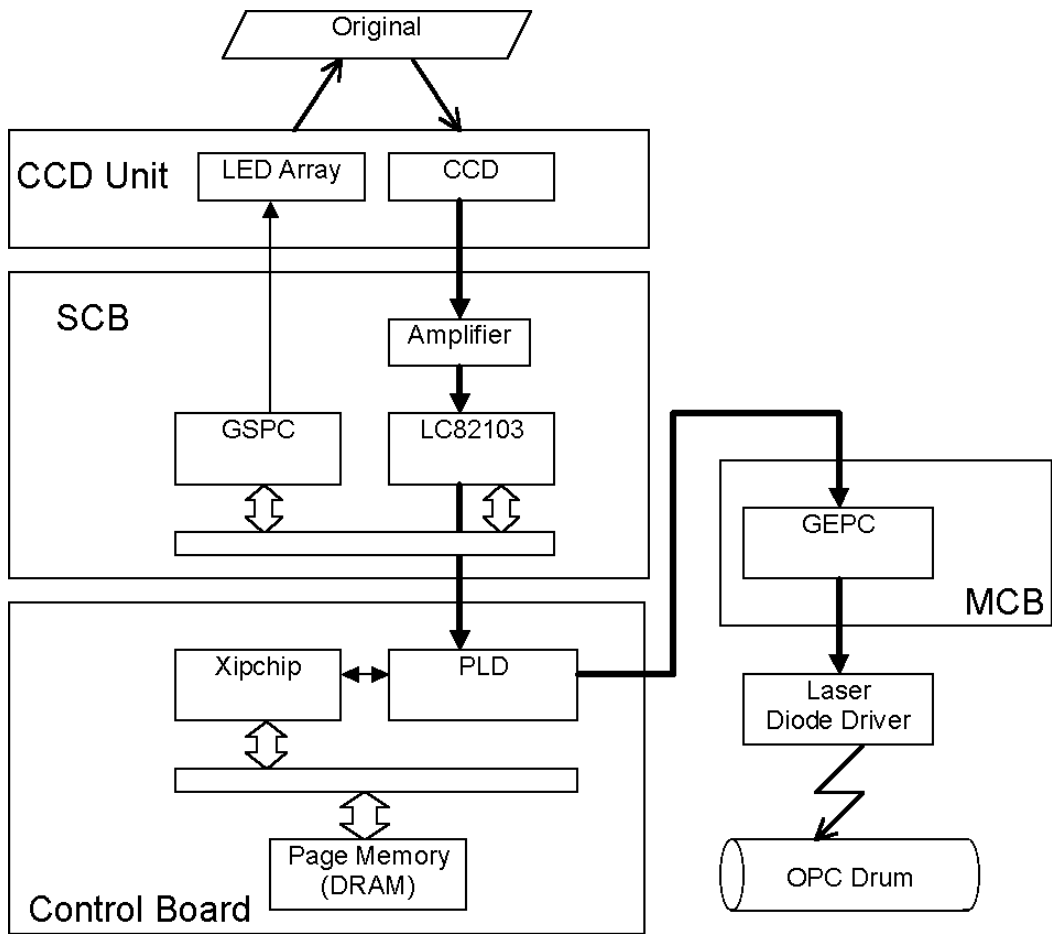 Original
CCD Unit
LED Array
CCD
SCB
Amplifier
GSPC
LC82103
GEPC
MCB
Xipchip
PLD
Laser
Diode Driver
Page Memory
(DRAM)
OPC Drum
Control Board